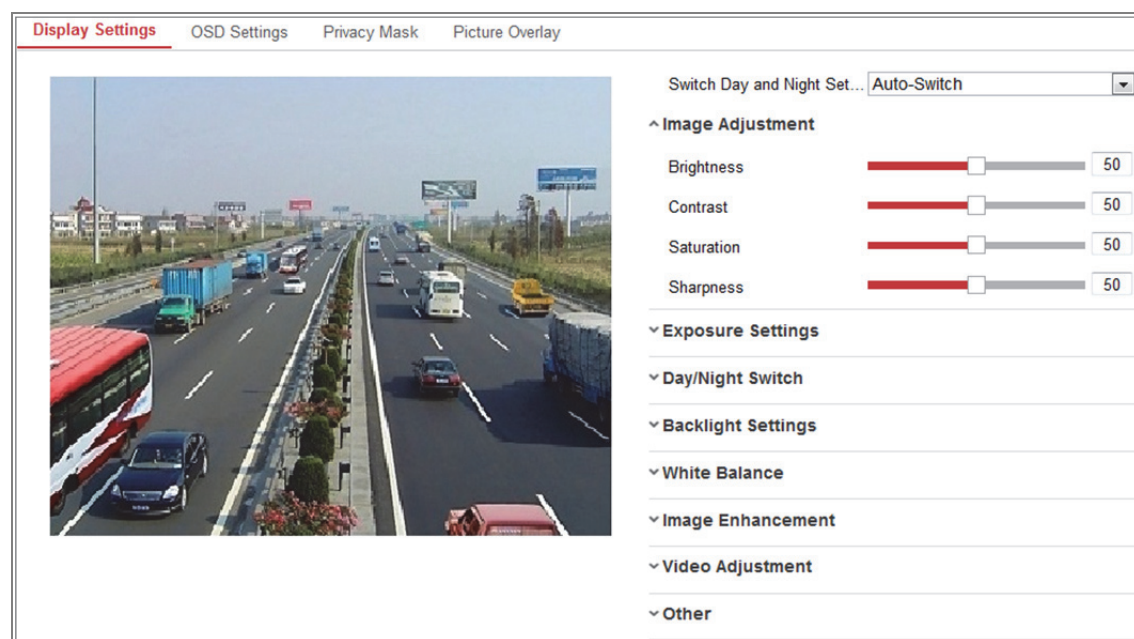 Display Settings OSD Settings Privacy Mask Picture Overlay
Switch Day and Night Set... Auto-Switch
Image Adjustment
Brightness 50
Contrast 50
Saturation 50
Sharpness 50
Exposure Settings
Day/Night Switch
Backlight Settings
White Balance
Image Enhancement
Video Adjustment
Other